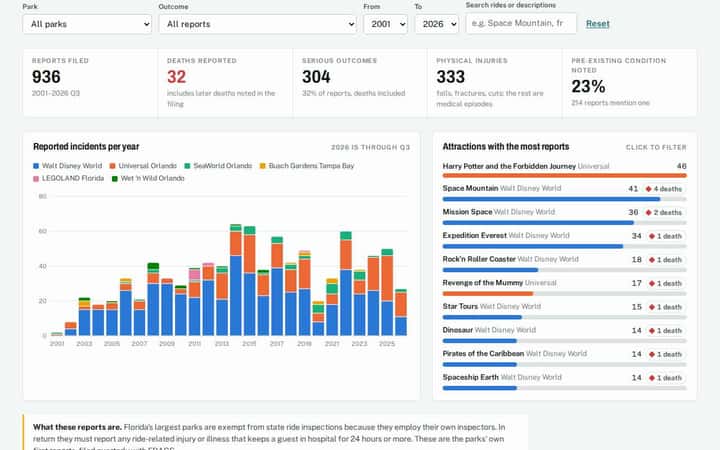 Park
Outcome
From
To
Search rides or descriptions
All parks
All reports
2001
2026
e.g. Space Mountain, fr
Reset
REPORTS FILED
936
2001–2026 Q3
DEATHS REPORTED
32
includes later deaths noted in the
filing
SERIOUS OUTCOMES
304
32% of reports, deaths included
PHYSICAL INJURIES
333
falls, fractures, cuts; the rest are
medical episodes
PRE-EXISTING CONDITION
NOTED
23%
214 reports mention one
Reported incidents per year
2026 IS THROUGH Q3
Walt Disney World
Universal Orlando
SeaWorld Orlando
Busch Gardens Tampa Bay
LEGOLAND Florida
Wet 'n Wild Orlando
80
60
40
20
0
2001
2003
2005
2007
2009
2011
2013
2015
2017
2019
2021
2023
2025
Attractions with the most reports
CLICK TO FILTER
Harry Potter and the Forbidden Journey Universal 46
Space Mountain Walt Disney World 41 ◆ 4 deaths
Mission Space Walt Disney World 36 ◆ 2 deaths
Expedition Everest Walt Disney World 34 ◆ 1 death
Rock'n Roller Coaster Walt Disney World 18 ◆ 1 death
Revenge of the Mummy Universal 17 ◆ 1 death
Star Tours Walt Disney World 15 ◆ 1 death
Dinosaur Walt Disney World 14 ◆ 1 death
Pirates of the Caribbean Walt Disney World 14 ◆ 1 death
Spaceship Earth Walt Disney World 14 ◆ 1 death
What these reports are. Florida's largest parks are exempt from state ride inspections because they employ their own inspectors. In
return they must report any ride-related injury or illness that keeps a guest in hospital for 24 hours or more. These are the parks' own